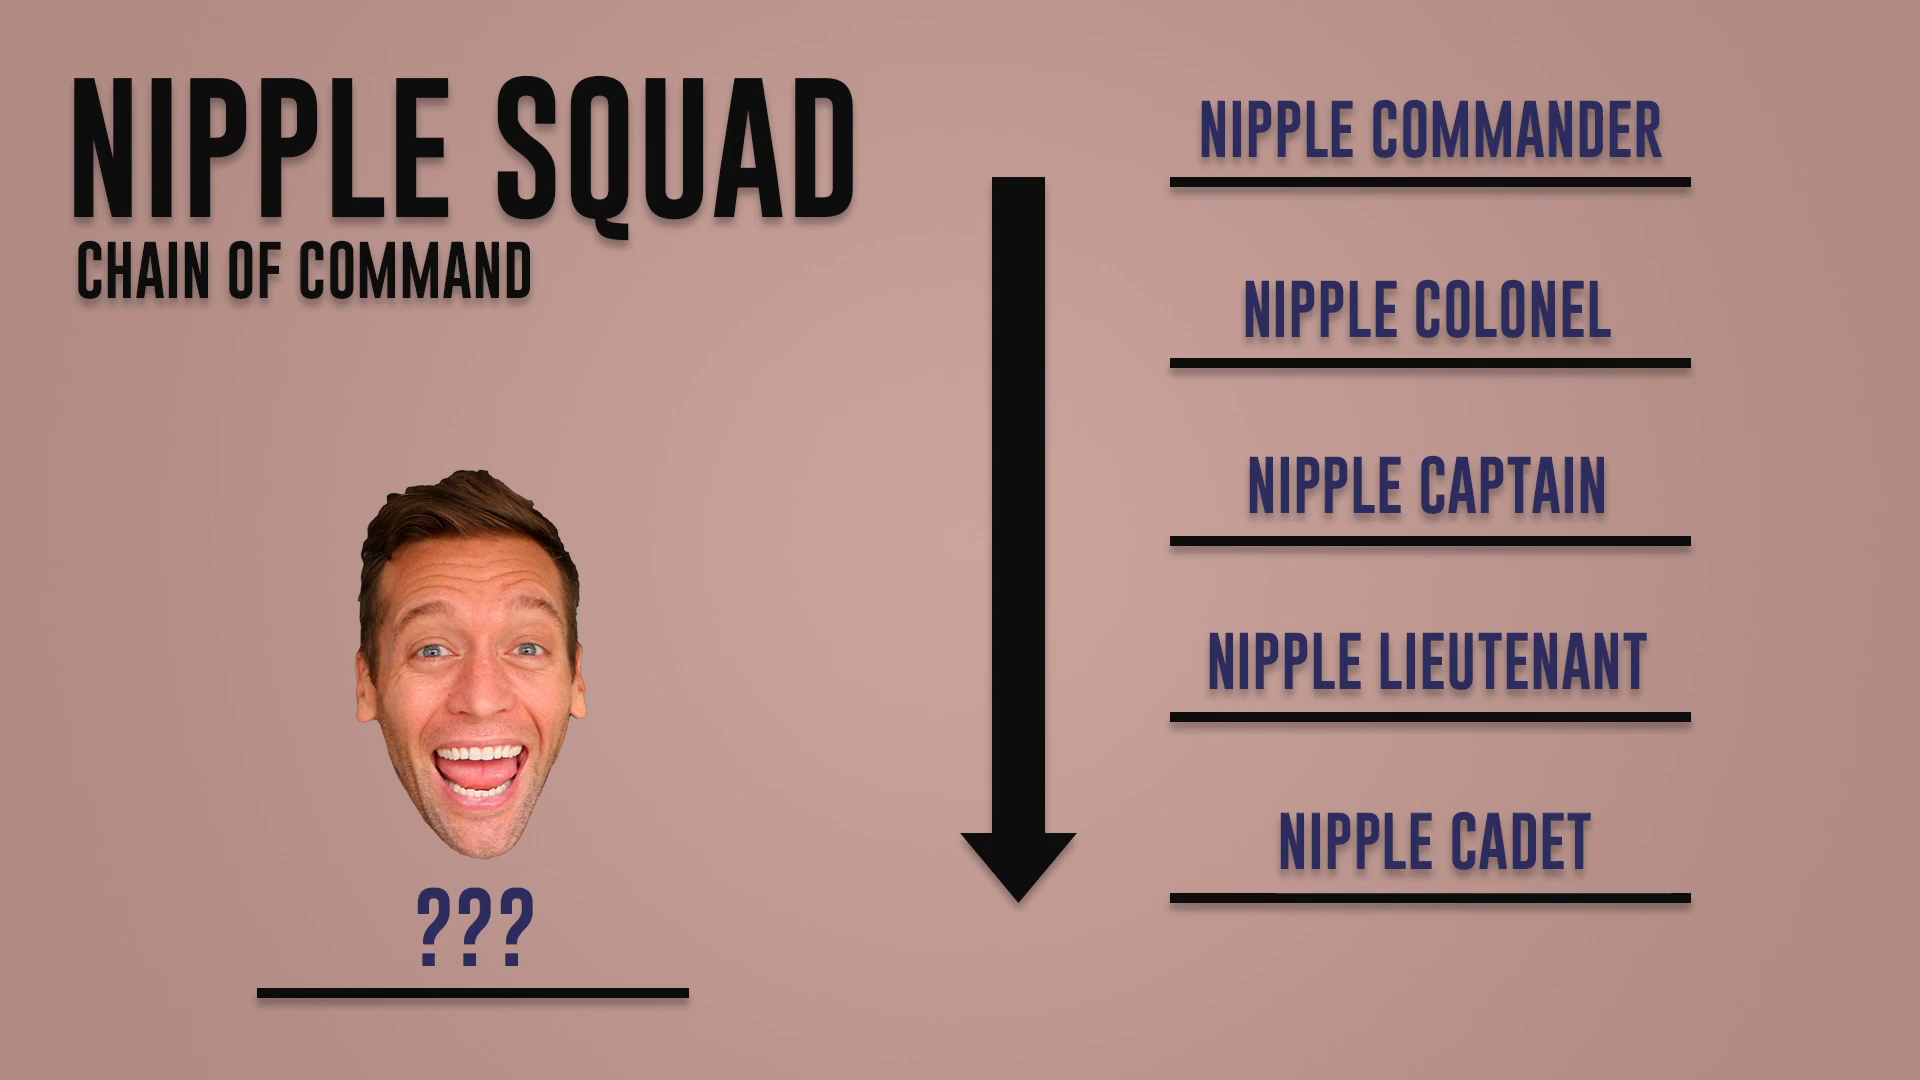 NIPPLE SQUAD
CHAIN OF COMMAND
???
NIPPLE COMMANDER
NIPPLE COLONEL
NIPPLE CAPTAIN
NIPPLE LIEUTENANT
NIPPLE CADET